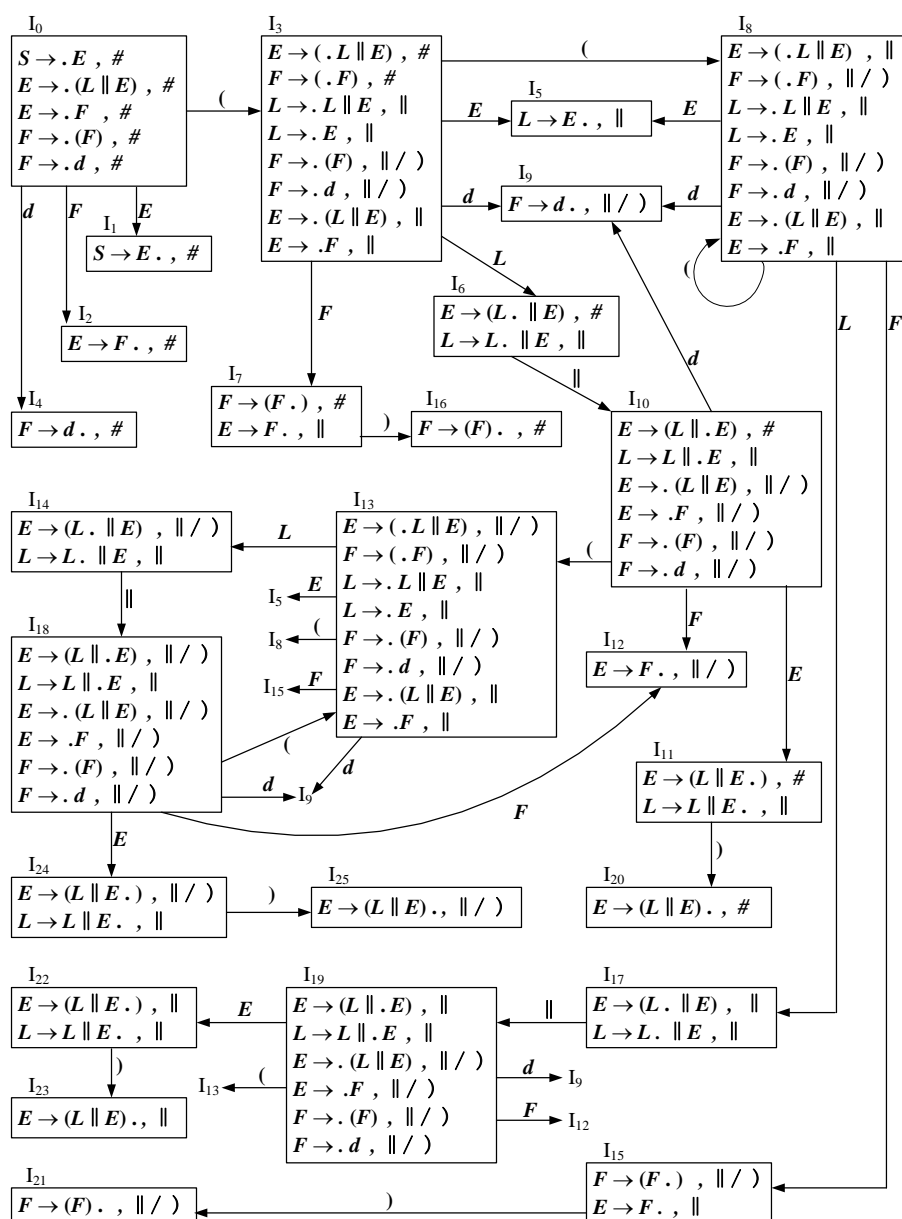 I0
S → . E , #
E → . (L || E) , #
E → . F , #
F → . (F) , #
F → . d , #
(
d
F
E
I1
S → E . , #
I2
E → F . , #
I4
F → d . , #
I3
E → ( . L || E) , #
F → ( . F) , #
L → . L || E , ||
L → . E , ||
F → . (F) , || / )
F → . d , || / )
E → . (L || E) , ||
E → . F , ||
(
E
d
L
F
I5
L → E . , ||
E
I9
F → d . , || / )
d
I8
E → ( . L || E) , ||
F → ( . F) , || / )
L → . L || E , ||
L → . E , ||
F → . (F) , || / )
F → . d , || / )
E → . (L || E) , ||
E → . F , ||
(
L
F
I6
E → (L . || E) , #
L → L . || E , ||
||
d
I7
F → (F . ) , #
E → F . , ||
)
I16
F → (F) . , #
I10
E → (L || . E) , #
L → L || . E , ||
E → . (L || E) , || / )
E → . F , || / )
F → . (F) , || / )
F → . d , || / )
(
F
E
I14
E → (L . || E) , || / )
L → L . || E , ||
L
||
I13
E → ( . L || E) , || / )
F → ( . F) , || / )
L → . L || E , ||
L → . E , ||
F → . (F) , || / )
F → . d , || / )
E → . (L || E) , ||
E → . F , ||
I5
E
I8
(
I15
F
d
I18
E → (L || . E) , || / )
L → L || . E , ||
E → . (L || E) , || / )
E → . F , || / )
F → . (F) , || / )
F → . d , || / )
(
d
I9
F
E
I12
E → F . , || / )
I11
E → (L || E . ) , #
L → L || E . , ||
)
I24
E → (L || E . ) , || / )
L → L || E . , ||
)
I25
E → (L || E) . , || / )
I20
E → (L || E) . , #
I22
E → (L || E . ) , ||
L → L || E . , ||
E
)
I23
E → (L || E) . , ||
I19
E → (L || . E) , ||
L → L || . E , ||
E → . (L || E) , || / )
E → . F , || / )
F → . (F) , || / )
F → . d , || / )
I13
(
||
d
I9
F
I12
I17
E → (L . || E) , ||
L → L . || E , ||
I15
F → (F . ) , || / )
E → F . , ||
)
I21
F → (F) . , || / )